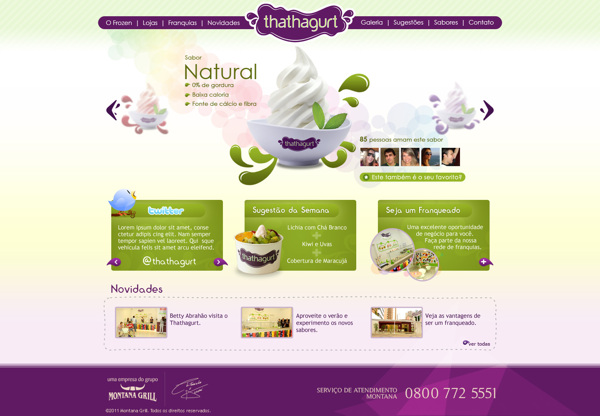 O Frozen | Lojas | Franquias | Novidades
thathagurt
Galeria | Sugestões | Sabores | Contato
Sabor
Natural
0% de gordura
Baixa caloria
Fonte de cálcio e fibra
thathagurt
85 pessoas amam este sabor
Este também é o seu favorito?
twitter
Lorem ipsum dolor sit amet, conse
ctetur adipis cing elit. Nam semper
tempor sapien vel laoreet. Qui sque
vehicula felis sit amet arcu eleifend.
@thathagurt
Sugestão da Semana
Lichia com Chá Branco
Kiwi e Uvas
Cobertura de Maracujá
thathagurt
Seja um Franqueado
Uma excelente oportunidade
de negócio para você.
Faça parte da nossa
rede de franquias.
Novidades
Betty Abrahão visita o
Thathagurt.
Aproveite o verão e
experimento os novos
sabores.
Veja as vantagens de
ser um franqueado.
ver todas
uma empresa do grupo
MONTANA GRILL
SERVIÇO DE ATENDIMENTO
MONTANA
0800 772 5551
©2011 Montana Grill. Todos os direitos reservados.